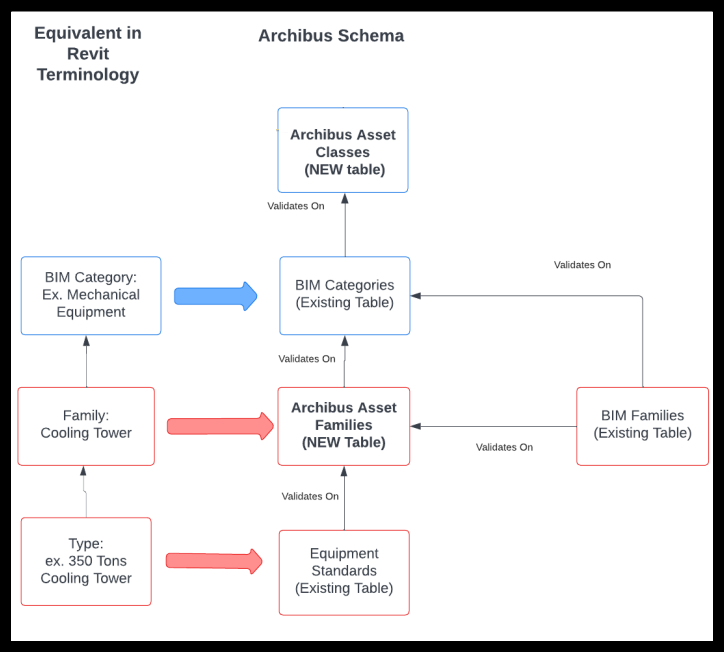 Equivalent in
Revit
Terminology
Archibus Schema
Archibus Asset
Classes
(NEW table)
Validates On
BIM Category:
Ex. Mechanical
Equipment
BIM Categories
(Existing Table)
Validates On
Validates On
Family:
Cooling Tower
Archibus Asset
Families
(NEW Table)
BIM Families
(Existing Table)
Validates On
Validates On
Type:
ex. 350 Tons
Cooling Tower
Equipment
Standards
(Existing Table)